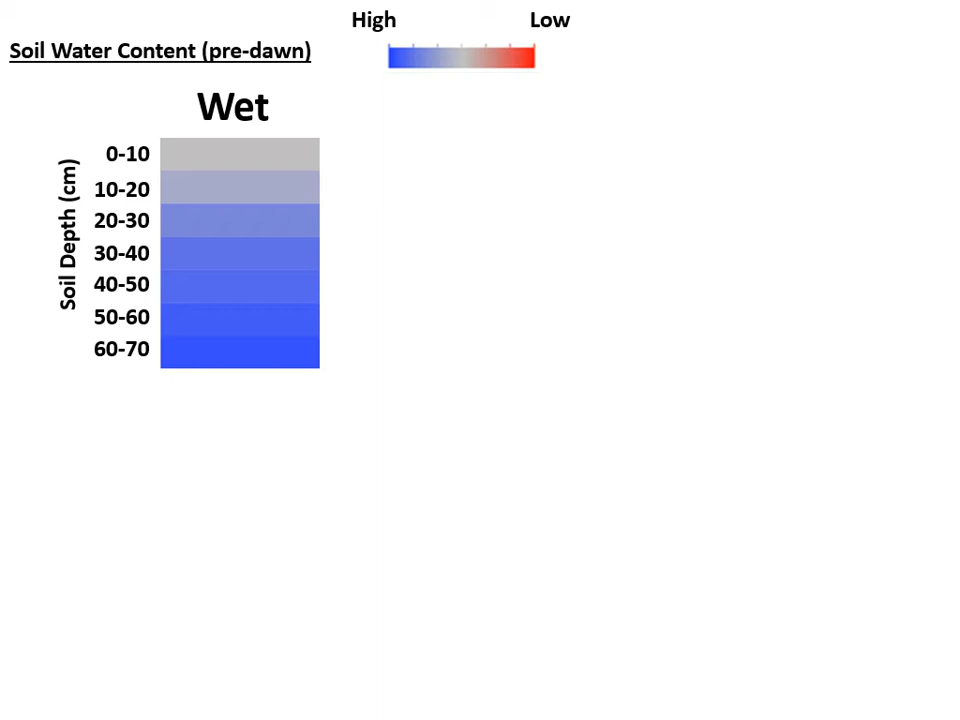 High Low
Soil Water Content (pre-dawn)
Wet
Soil Depth (cm)
0-10
10-20
20-30
30-40
40-50
50-60
60-70